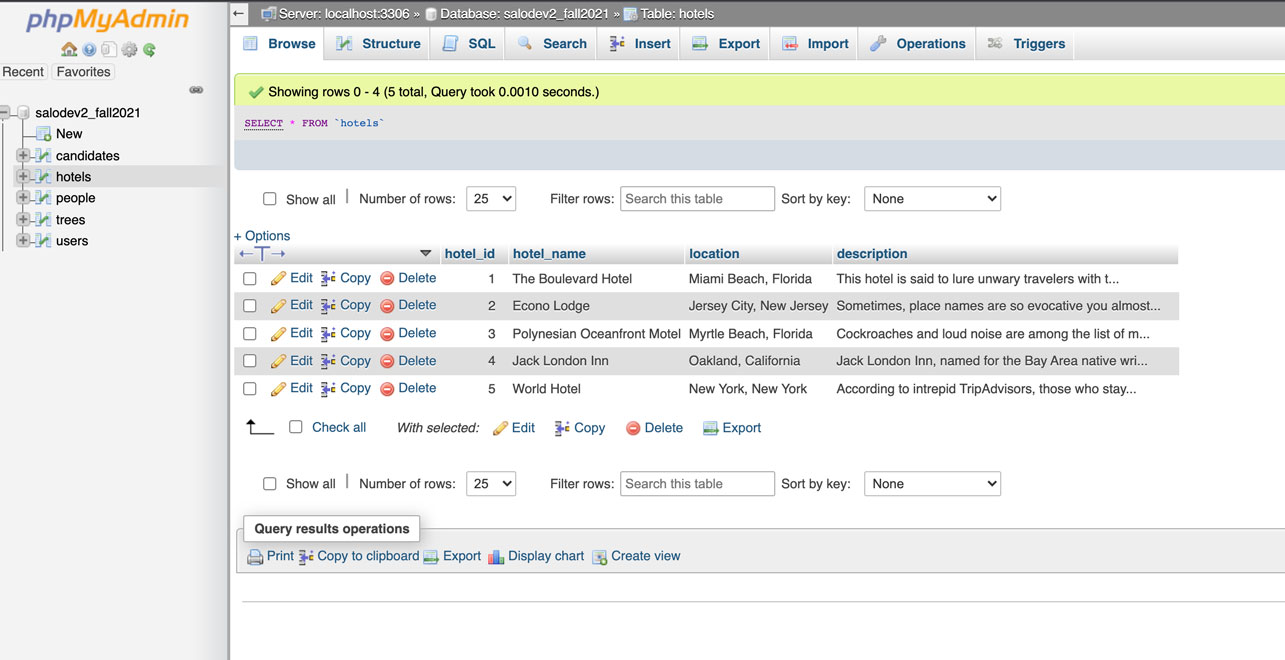 phpMyAdmin
Recent Favorites
salodev2_fall2021
New
candidates
hotels
people
trees
users
Server: localhost:3306 » Database: salodev2_fall2021 » Table: hotels
Browse Structure SQL Search Insert Export Import Operations Triggers
Showing rows 0 - 4 (5 total, Query took 0.0010 seconds.)
SELECT * FROM `hotels`
Show all | Number of rows: 25 Filter rows: Search this table Sort by key: None
+ Options
←T→ hotel_id hotel_name location description
Edit Copy Delete 1 The Boulevard Hotel Miami Beach, Florida This hotel is said to lure unwary travelers with t...
Edit Copy Delete 2 Econo Lodge Jersey City, New Jersey Sometimes, place names are so evocative you almost...
Edit Copy Delete 3 Polynesian Oceanfront Motel Myrtle Beach, Florida Cockroaches and loud noise are among the list of m...
Edit Copy Delete 4 Jack London Inn Oakland, California Jack London Inn, named for the Bay Area native wri...
Edit Copy Delete 5 World Hotel New York, New York According to intrepid TripAdvisors, those who stay...
Check all With selected: Edit Copy Delete Export
Show all | Number of rows: 25 Filter rows: Search this table Sort by key: None
Query results operations
Print Copy to clipboard Export Display chart Create view